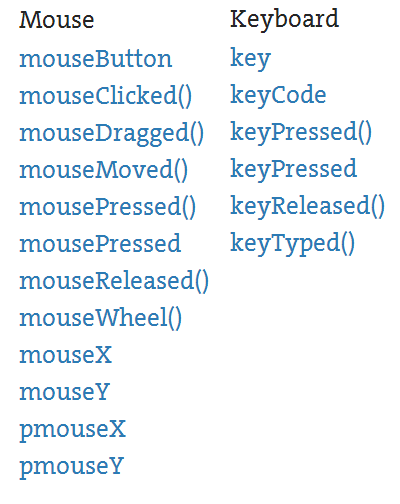 Mouse
mouseButton
mouseClicked()
mouseDragged()
mouseMoved()
mousePressed()
mousePressed
mouseReleased()
mouseWheel()
mouseX
mouseY
pmouseX
pmouseY
Keyboard
key
keyCode
keyPressed()
keyPressed
keyReleased()
keyTyped()